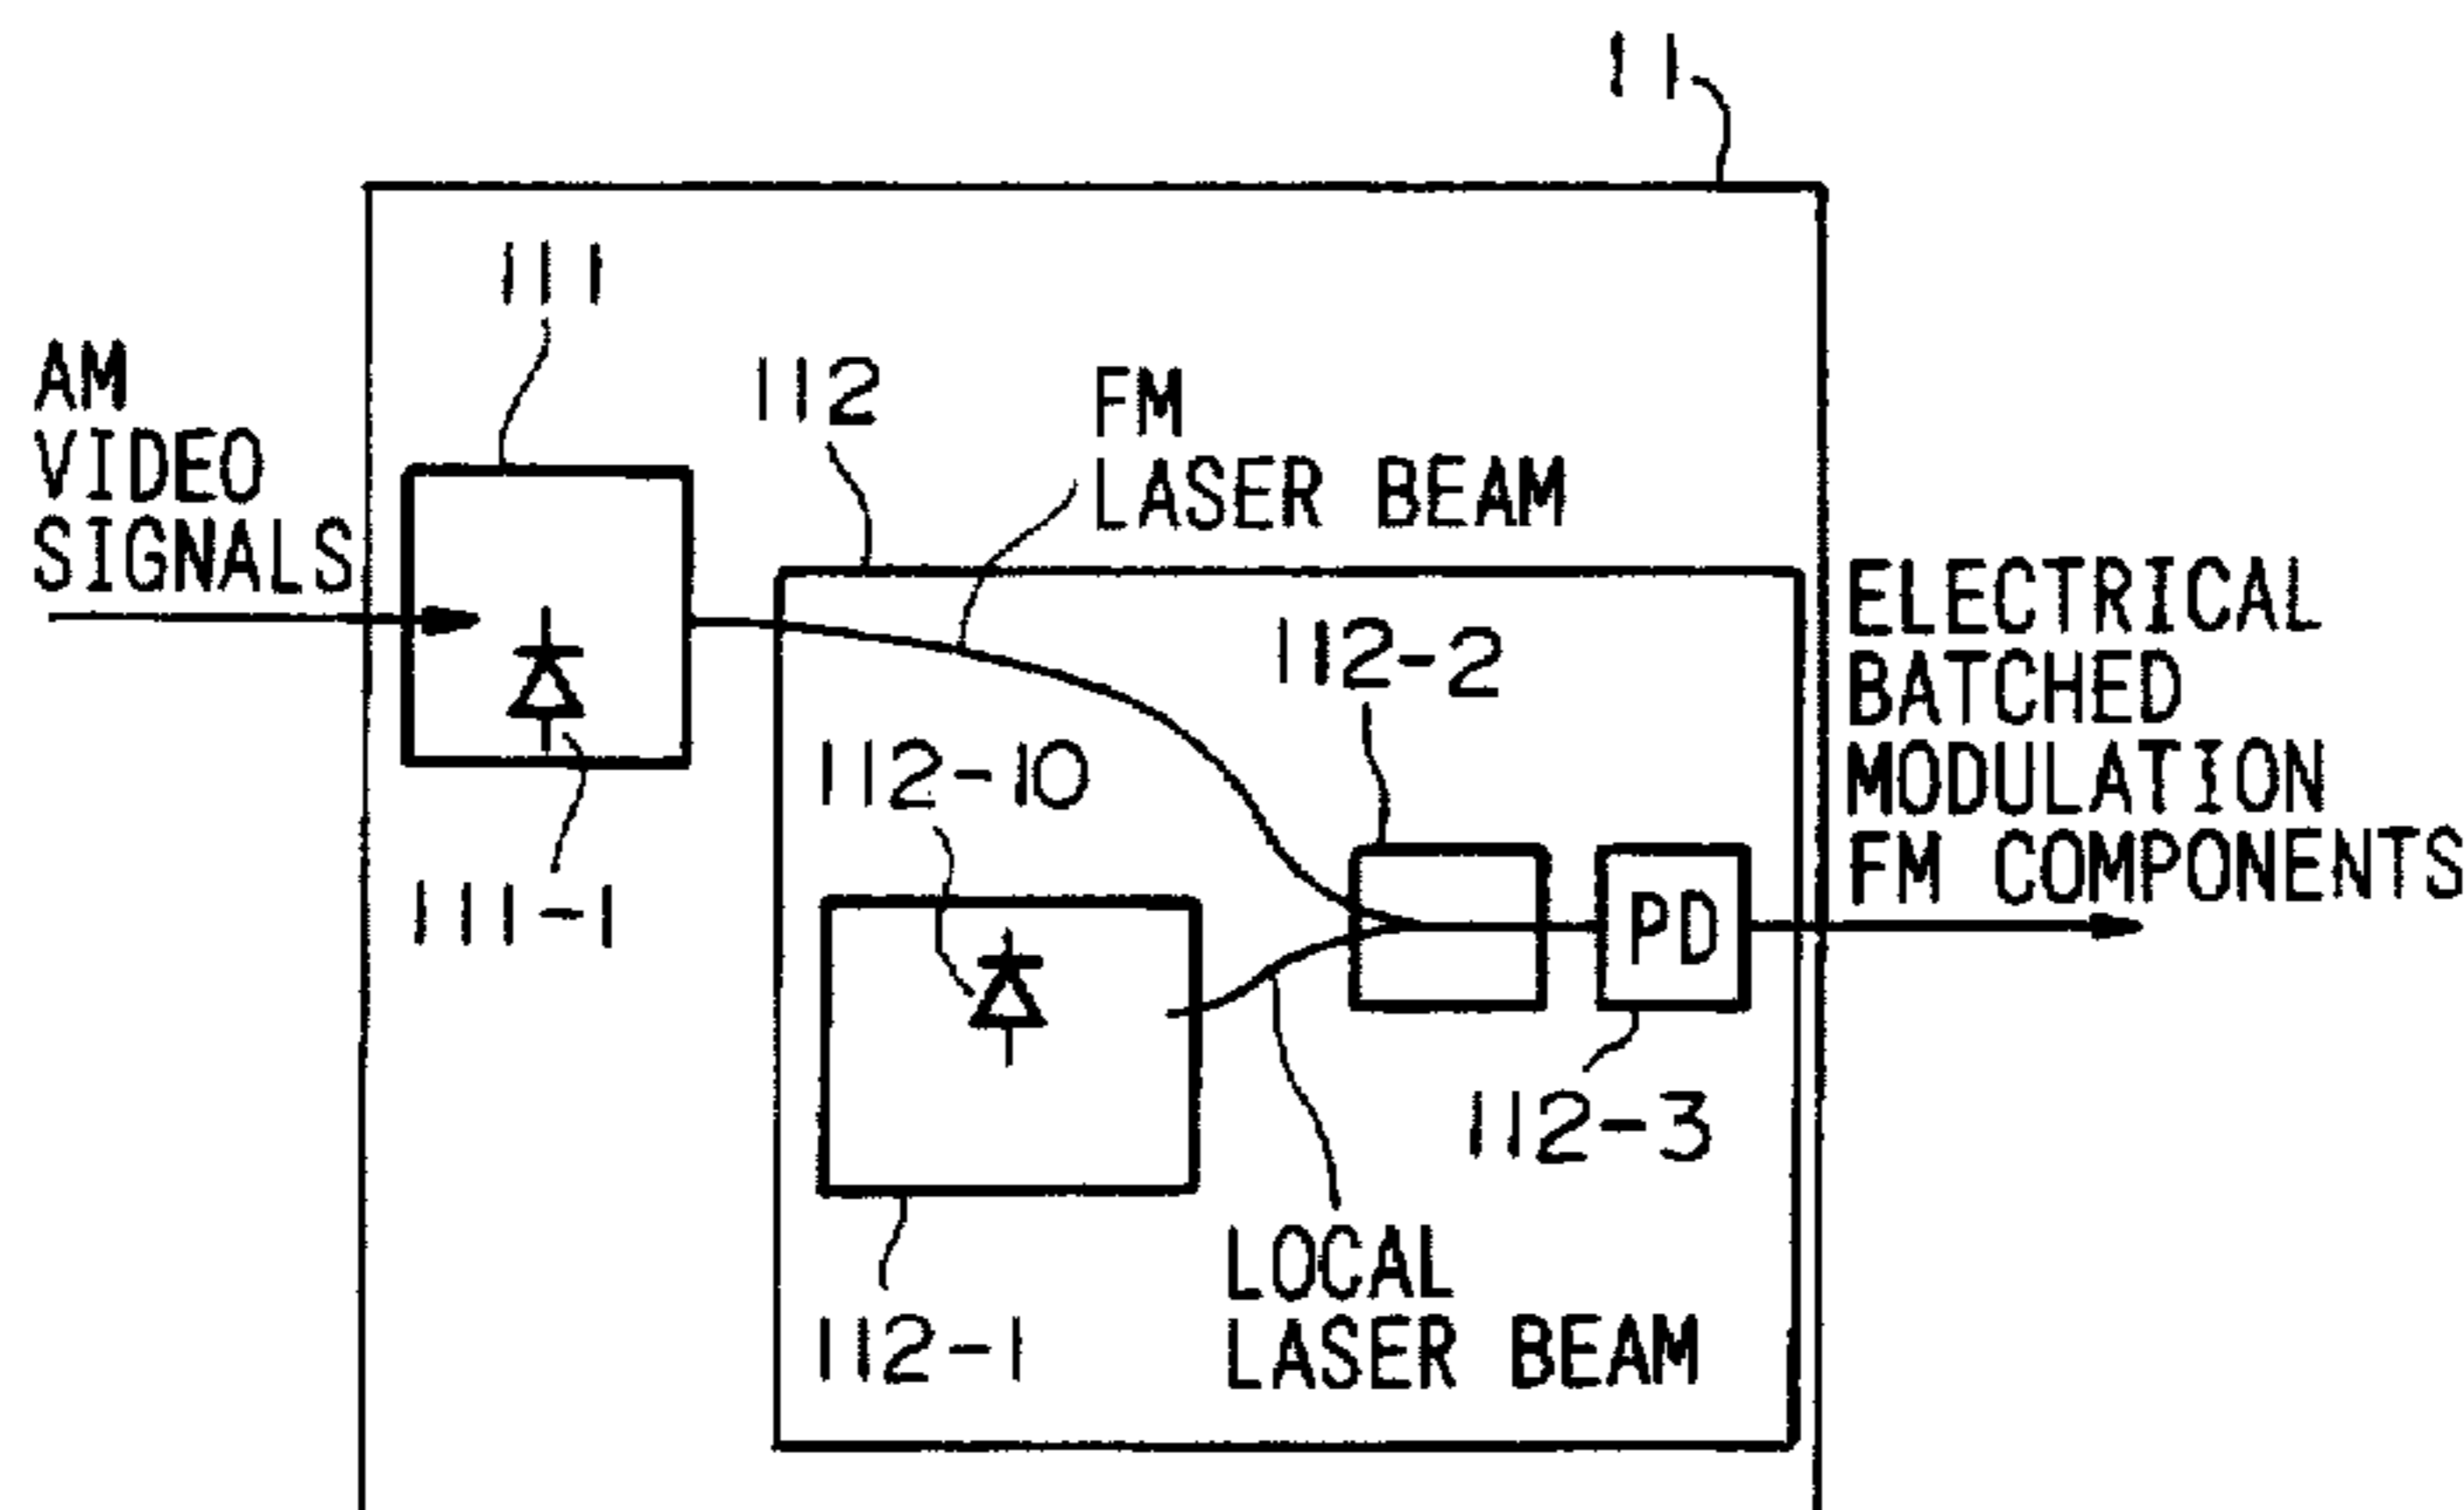 11
111
AM
VIDEO
SIGNALS
112
FM
LASER BEAM
112-2
ELECTRICAL
BATCHED
MODULATION
FM COMPONENTS
112-10
111-1
PD
112-3
112-1
LOCAL
LASER BEAM